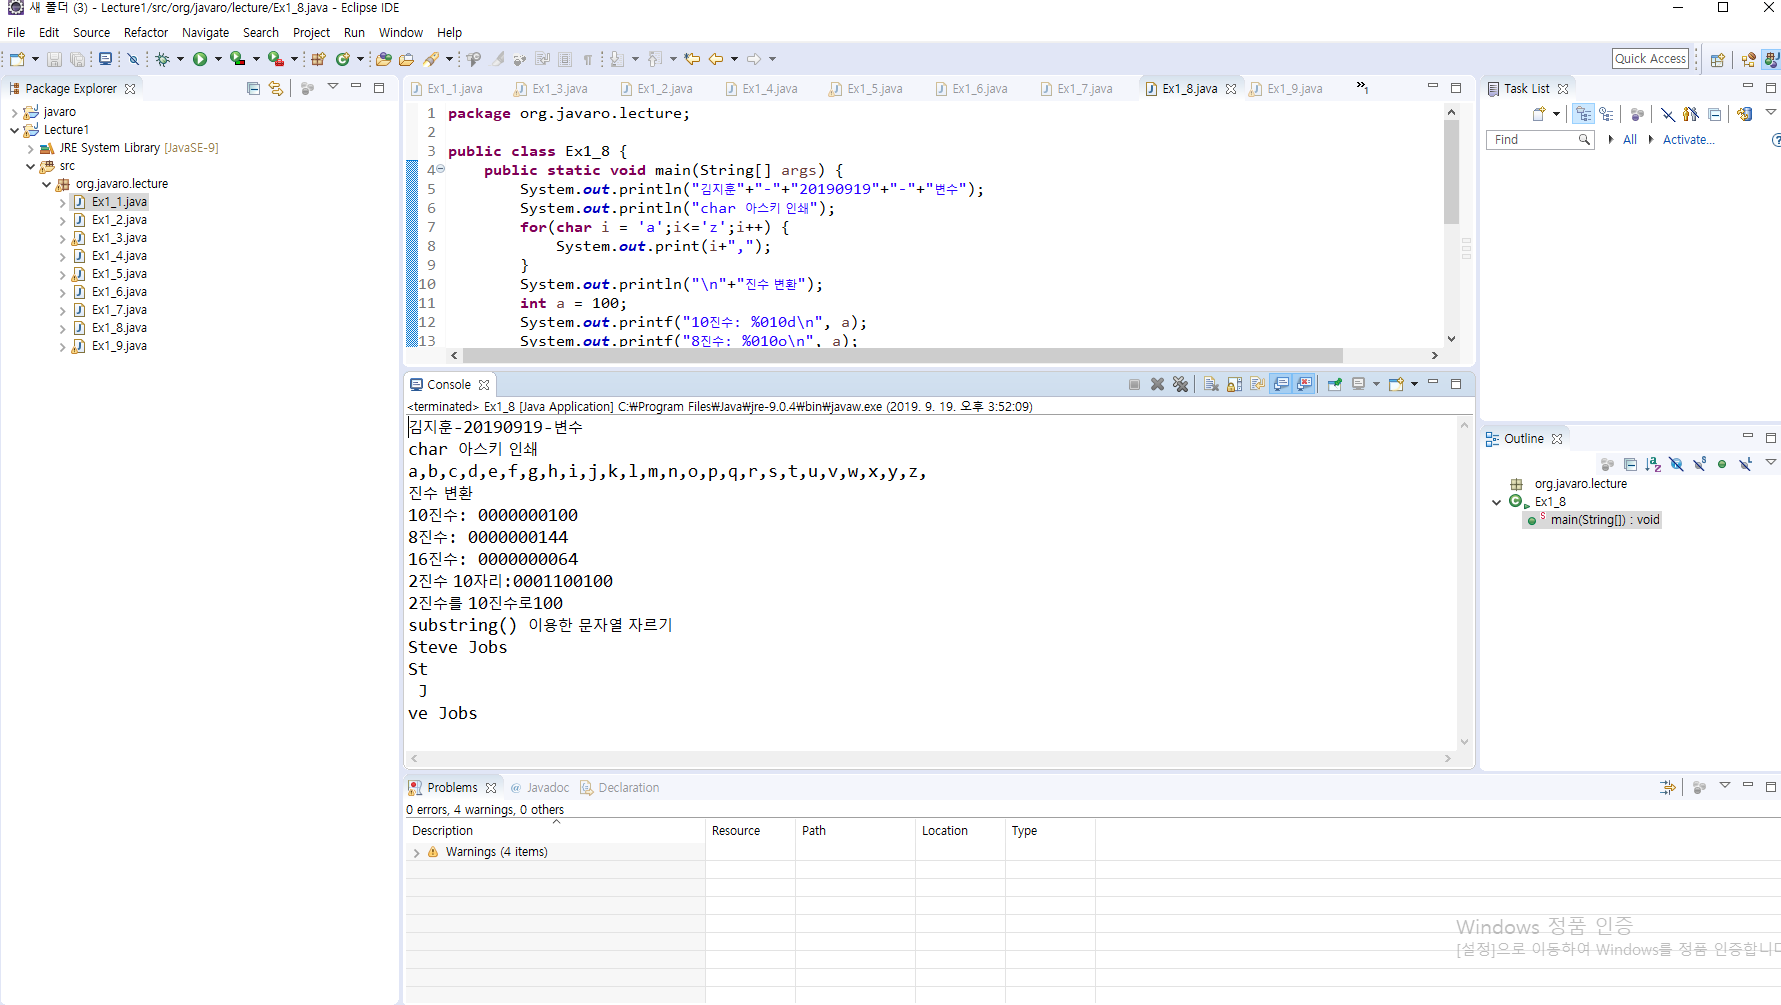 새 폴더 (3) - Lecture1/src/org/javaro/lecture/Ex1_8.java - Eclipse IDE
File Edit Source Refactor Navigate Search Project Run Window Help
Quick Access
Package Explorer
javaro
Lecture1
JRE System Library [JavaSE-9]
src
org.javaro.lecture
Ex1_1.java
Ex1_2.java
Ex1_3.java
Ex1_4.java
Ex1_5.java
Ex1_6.java
Ex1_7.java
Ex1_8.java
Ex1_9.java
Ex1_1.java Ex1_3.java Ex1_2.java Ex1_4.java Ex1_5.java Ex1_6.java Ex1_7.java Ex1_8.java Ex1_9.java »1
1 package org.javaro.lecture;
2
3 public class Ex1_8 {
4 public static void main(String[] args) {
5 System.out.println("김지훈"+"-"+"20190919"+"-"+"변수");
6 System.out.println("char 아스키 인쇄");
7 for(char i = 'a';i<='z';i++) {
8 System.out.print(i+",");
9 }
10 System.out.println("\n"+"진수 변환");
11 int a = 100;
12 System.out.printf("10진수: %010d\n", a);
13 System.out.printf("8진수: %010o\n", a);
Console
<terminated> Ex1_8 [Java Application] C:₩Program Files₩Java₩jre-9.0.4₩bin₩javaw.exe (2019. 9. 19. 오후 3:52:09)
김지훈-20190919-변수
char 아스키 인쇄
a,b,c,d,e,f,g,h,i,j,k,l,m,n,o,p,q,r,s,t,u,v,w,x,y,z,
진수 변환
10진수: 0000000100
8진수: 0000000144
16진수: 0000000064
2진수 10자리:0001100100
2진수를 10진수로100
substring() 이용한 문자열 자르기
Steve Jobs
St
J
ve Jobs
Problems @ Javadoc Declaration
0 errors, 4 warnings, 0 others
Description Resource Path Location Type
Warnings (4 items)
Task List
Find All Activate...
Outline
org.javaro.lecture
Ex1_8
main(String[]) : void
Windows 정품 인증
[설정]으로 이동하여 Windows를 정품 인증합니다